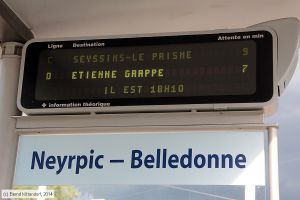 Ligne Destination Attente en min
C SEYSSINS-LE PRISME 9
D ETIENNE GRAPPE 7
IL EST 18H10
+ information théorique
Neyrpic – Belledonne
(c) Bernd Kittendorf, 2014